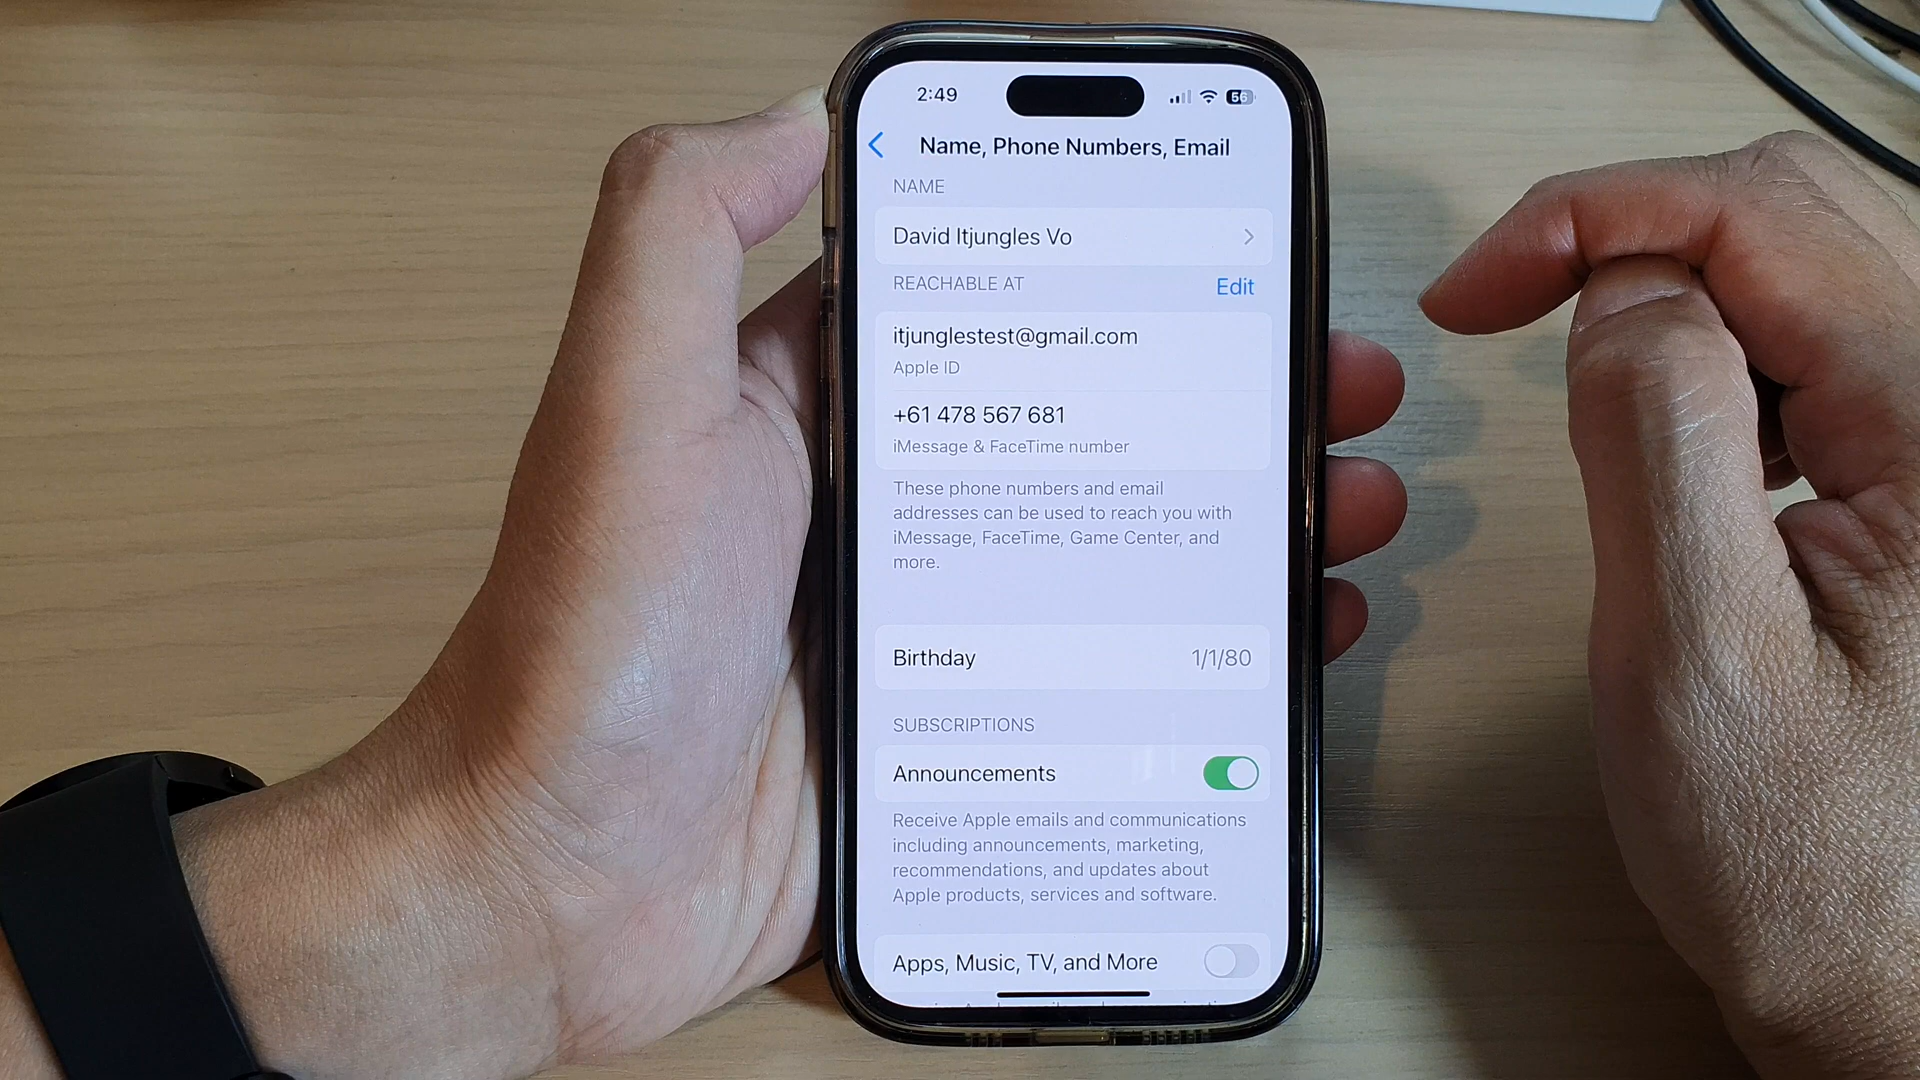 2:49
56
Name, Phone Numbers, Email
NAME
David Itjungles Vo
REACHABLE AT
Edit
itjunglestest@gmail.com
Apple ID
+61 478 567 681
iMessage & FaceTime number
These phone numbers and email
addresses can be used to reach you with
iMessage, FaceTime, Game Center, and
more.
Birthday
1/1/80
SUBSCRIPTIONS
Announcements
Receive Apple emails and communications
including announcements, marketing,
recommendations, and updates about
Apple products, services and software.
Apps, Music, TV, and More